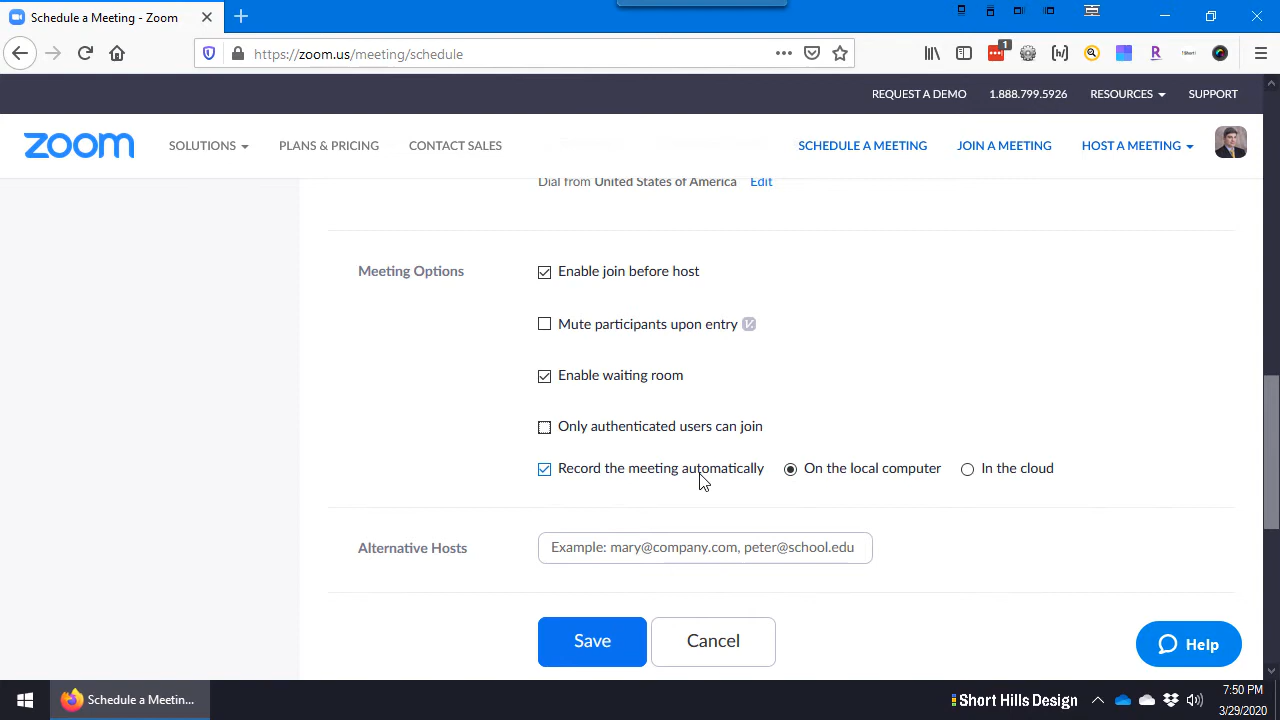 Schedule a Meeting - Zoom
https://zoom.us/meeting/schedule
1
REQUEST A DEMO 1.888.799.5926 RESOURCES SUPPORT
zoom SOLUTIONS PLANS & PRICING CONTACT SALES SCHEDULE A MEETING JOIN A MEETING HOST A MEETING
Dial from United States of America Edit
Meeting Options Enable join before host
Mute participants upon entry
Enable waiting room
Only authenticated users can join
Record the meeting automatically On the local computer In the cloud
Alternative Hosts Example: mary@company.com, peter@school.edu
Save Cancel
Help
Schedule a Meetin... Short Hills Design 7:50 PM
3/29/2020